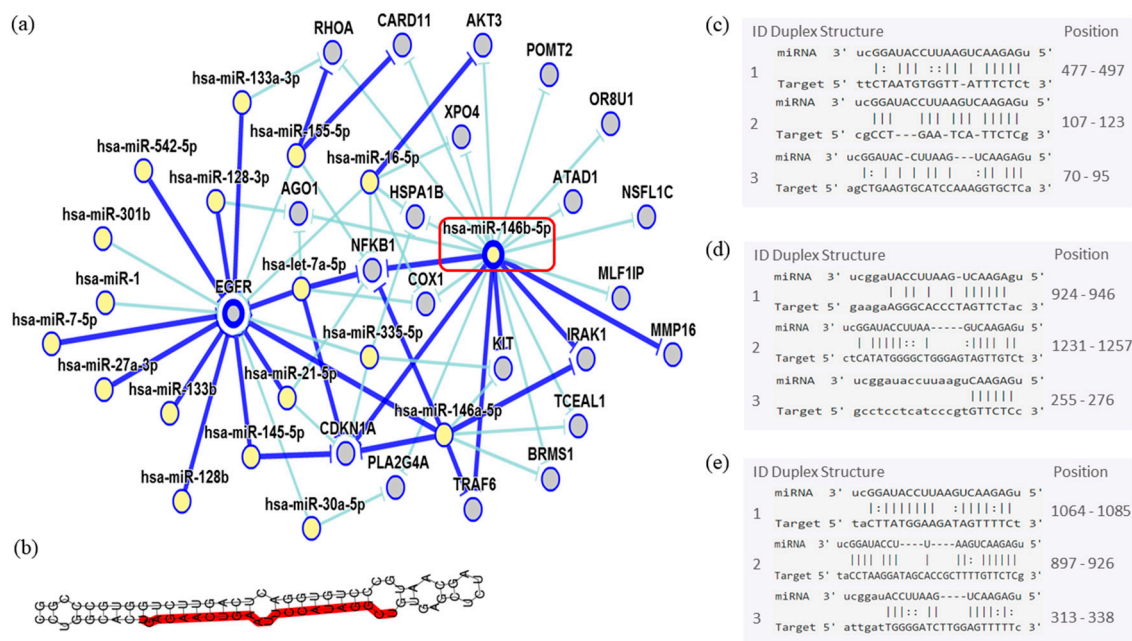 (a)
RHOA
CARD11
AKT3
POMT2
hsa-miR-133a-3p
OR8U1
hsa-miR-155-5p
XPO4
hsa-miR-542-5p
hsa-miR-16-5p
hsa-miR-128-3p
AGO1
HSPA1B
ATAD1
NSFL1C
hsa-miR-301b
hsa-miR-146b-5p
NFKB1
hsa-let-7a-5p
hsa-miR-1
EGFR
COX1
MLF1IP
hsa-miR-7-5p
hsa-miR-335-5p
KIT
IRAK1
MMP16
hsa-miR-27a-3p
hsa-miR-21-5p
hsa-miR-133b
hsa-miR-146a-5p
TCEAL1
hsa-miR-145-5p
CDKN1A
PLA2G4A
BRMS1
hsa-miR-128b
TRAF6
hsa-miR-30a-5p
(b)
(c)
ID Duplex Structure Position
miRNA 3' ucGGAUACCUUAAGUCAAGAGu 5'
1 |: ||| ::|| | ||||| 477 - 497
Target 5' ttCTAATGTGGTT-ATTTCTCt 3'
miRNA 3' ucGGAUACCUUAAGUCAAGAGu 5'
2 107 - 123
Target 5' cgCCT---GAA-TCA-TTCTCg 3'
miRNA 3' ucGGAUAC-CUUAAG---UCAAGAGu 5'
3 70 - 95
Target 5' agCTGAAGTGCATCCAAAGGTGCTCa 3'
(d)
ID Duplex Structure Position
miRNA 3' ucggaUACCUUAAG-UCAAGAgu 5'
1 924 - 946
Target 5' gaagaAGGGCACCCTAGTTCTac 3'
miRNA 3' ucGGAUACCUUAA-----GUCAAGAGu 5'
2 1231 - 1257
Target 5' ctCATATGGGGCTGGGAGTAGTTGTCt 3'
miRNA 3' ucggauaccuuaaguCAAGAGu 5'
3 255 - 276
Target 5' gcctcctcatcccgtGTTCTCc 3'
(e)
ID Duplex Structure Position
miRNA 3' ucGGAUACCUUAAGUCAAGAGu 5'
1 1064 - 1085
Target 5' taCTTATGGAAGATAGTTTTCt 3'
miRNA 3' ucGGAUACCU----U----AAGUCAAGAGu 5'
2 897 - 926
Target 5' taCCTAAGGATAGCACCGCTTTTGTTCTCg 3'
miRNA 3' ucggaUACCUUAAG----UCAAGAGu 5'
3 313 - 338
Target 5' attgatTGGGGATCTTGGAGTTTTTc 3'